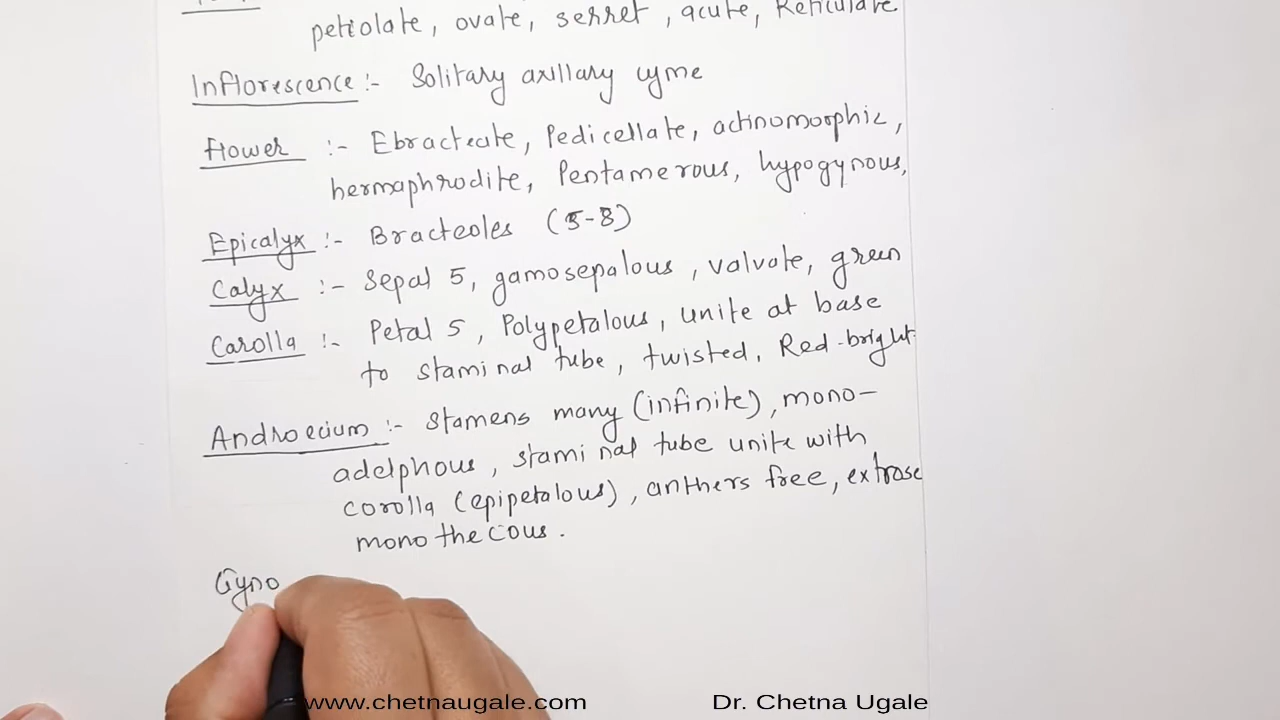 petiolate, ovate, serret, acute, Reticulate.
Inflorescence :- Solitary axillary cyme
flower :- Ebracteate, Pedicellate, actinomorphic,
hermaphrodite, Pentamerous, hypogynous,
Epicalyx :- Bracteoles (5-8)
Calyx :- Sepal 5, gamosepalous, valvate, green
Carolla :- Petal 5, Polypetalous, unite at base
to staminal tube, twisted, Red-bright.
Androecium :- Stamens many (infinite), mono-
adelphous, staminal tube unite with
corolla (epipetalous), anthers free, extrose
monothecous.
Gyno
www.chetnaugale.com Dr. Chetna Ugale